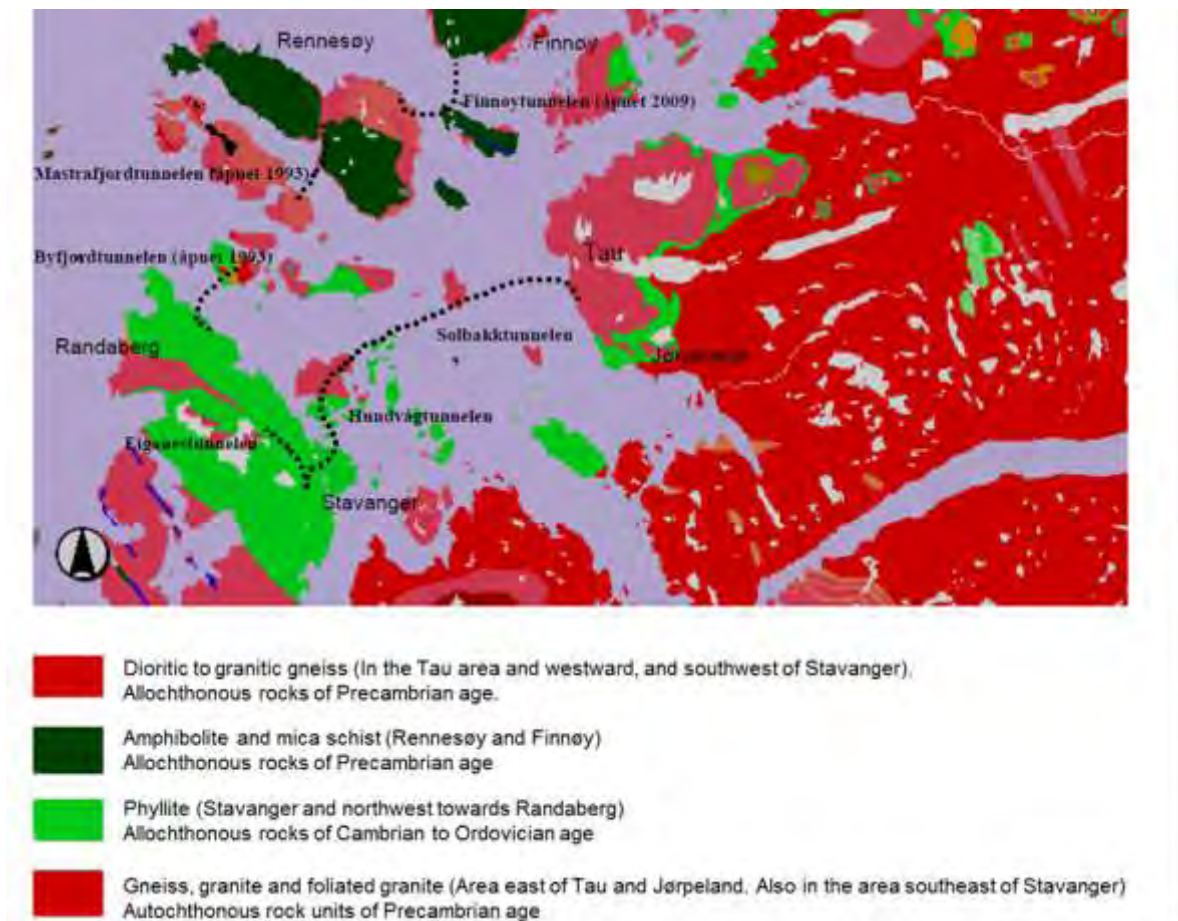 Rennesøy
Finnøy
Finnøytunnelen (åpnet 2009)
Mastrafjordtunnelen (åpnet 1993)
Tau
Byfjordtunnelen (åpnet 1993)
Solbakktunnelen
Randaberg
Hundvågtunnelen
Eiganestunnelen
Stavanger
Dioritic to granitic gneiss (In the Tau area and westward, and southwest of Stavanger).
Allochthonous rocks of Precambrian age.
Amphibolite and mica schist (Rennesøy and Finnøy)
Allochthonous rocks of Precambrian age
Phyllite (Stavanger and northwest towards Randaberg)
Allochthonous rocks of Cambrian to Ordovician age
Gneiss, granite and foliated granite (Area east of Tau and Jørpeland. Also in the area southeast of Stavanger)
Autochthonous rock units of Precambrian age